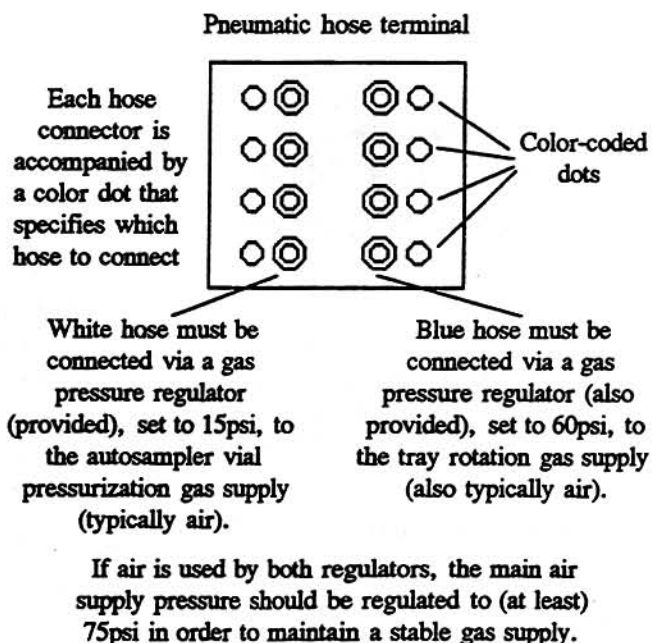 Pneumatic hose terminal
Each hose
connector is
accompanied by
a color dot that
specifies which
hose to connect
Color-coded
dots
White hose must be
connected via a gas
pressure regulator
(provided), set to 15psi, to
the autosampler vial
pressurization gas supply
(typically air).
Blue hose must be
connected via a gas
pressure regulator (also
provided), set to 60psi, to
the tray rotation gas supply
(also typically air).
If air is used by both regulators, the main air
supply pressure should be regulated to (at least)
75psi in order to maintain a stable gas supply.